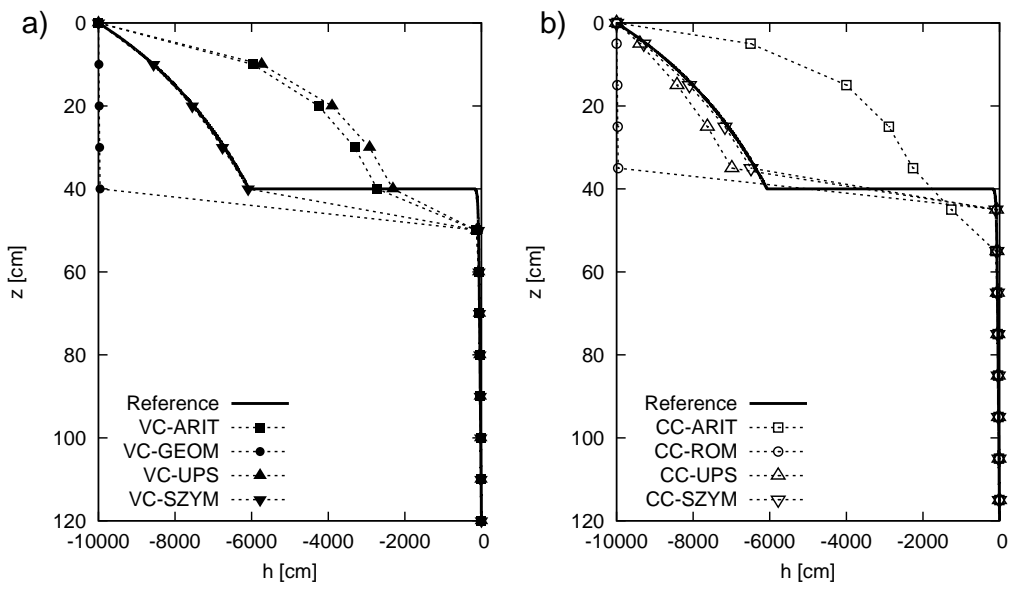 a)
0
20
40
60
80
100
120
z [cm]
-10000 -8000 -6000 -4000 -2000 0
h [cm]
Reference
VC-ARIT
VC-GEOM
VC-UPS
VC-SZYM
b)
0
20
40
60
80
100
120
z [cm]
-10000 -8000 -6000 -4000 -2000 0
h [cm]
Reference
CC-ARIT
CC-ROM
CC-UPS
CC-SZYM